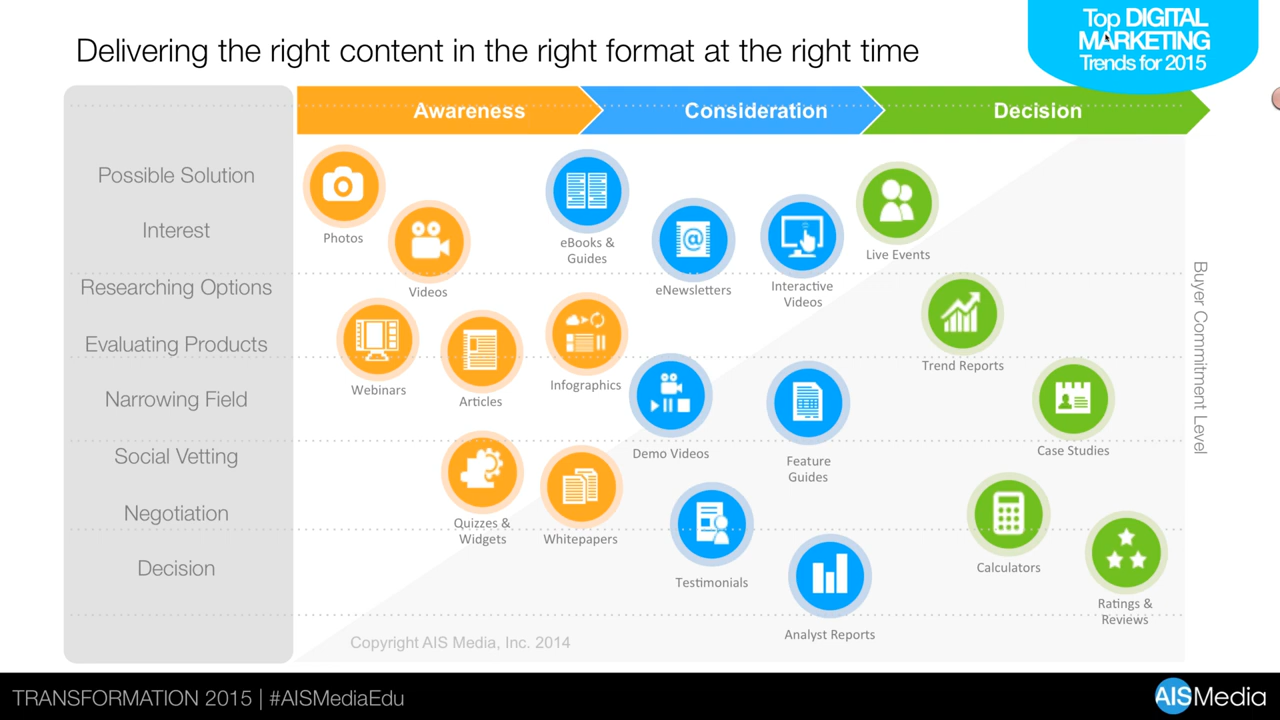 Delivering the right content in the right format at the right time
Top DIGITAL
MARKETING
Trends for 2015
Awareness
Consideration
Decision
Possible Solution
Interest
Researching Options
Evaluating Products
Narrowing Field
Social Vetting
Negotiation
Decision
Photos
Videos
eBooks &
Guides
eNewsletters
Interactive
Videos
Live Events
Webinars
Articles
Infographics
Trend Reports
Demo Videos
Feature
Guides
Case Studies
Quizzes &
Widgets
Whitepapers
Testimonials
Analyst Reports
Calculators
Ratings &
Reviews
Buyer Commitment Level
Copyright AIS Media, Inc. 2014
TRANSFORMATION 2015 | #AISMediaEdu
AISMedia